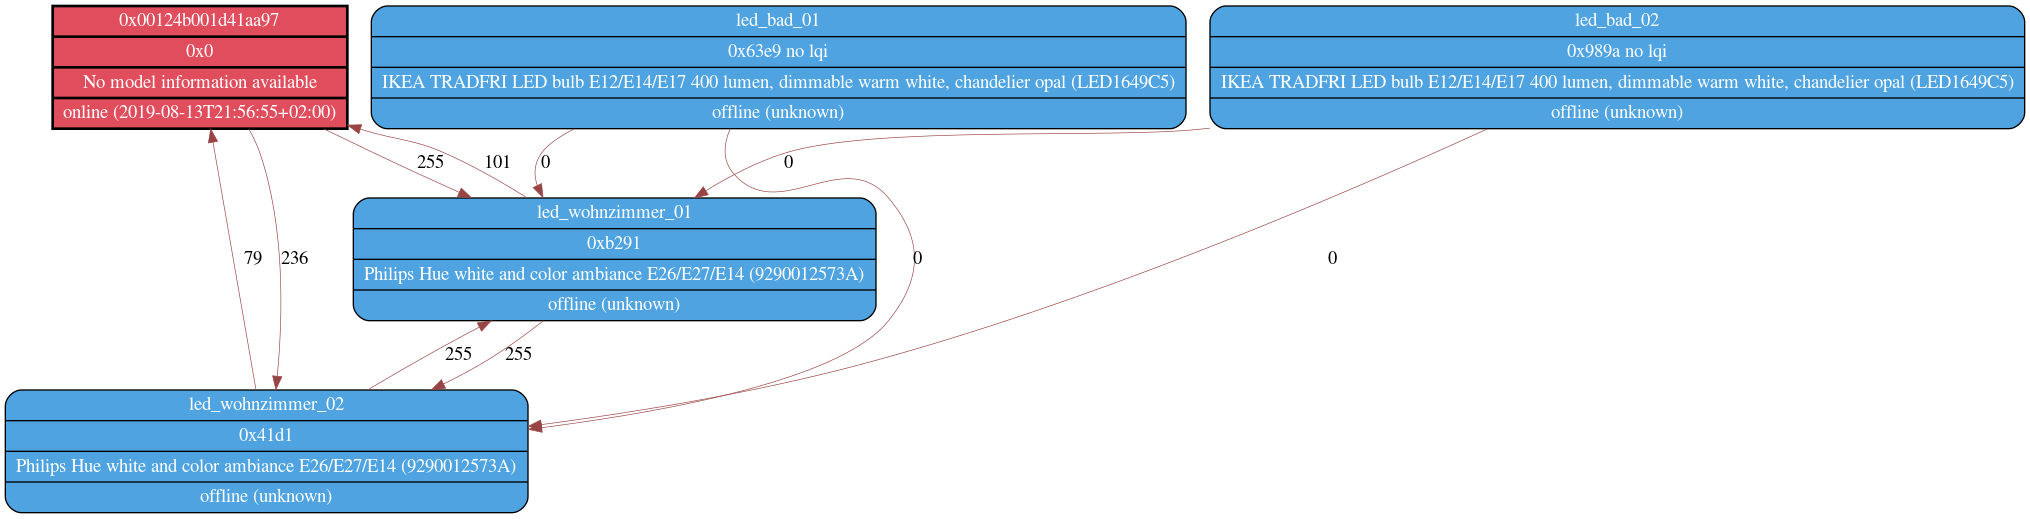 0x00124b001d41aa97
0x0
No model information available
online (2019-08-13T21:56:55+02:00)
led_bad_01
0x63e9 no lqi
IKEA TRADFRI LED bulb E12/E14/E17 400 lumen, dimmable warm white, chandelier opal (LED1649C5)
offline (unknown)
led_bad_02
0x989a no lqi
IKEA TRADFRI LED bulb E12/E14/E17 400 lumen, dimmable warm white, chandelier opal (LED1649C5)
offline (unknown)
255
101
0
0
led_wohnzimmer_01
0xb291
Philips Hue white and color ambiance E26/E27/E14 (9290012573A)
offline (unknown)
79
236
0
0
255
255
led_wohnzimmer_02
0x41d1
Philips Hue white and color ambiance E26/E27/E14 (9290012573A)
offline (unknown)